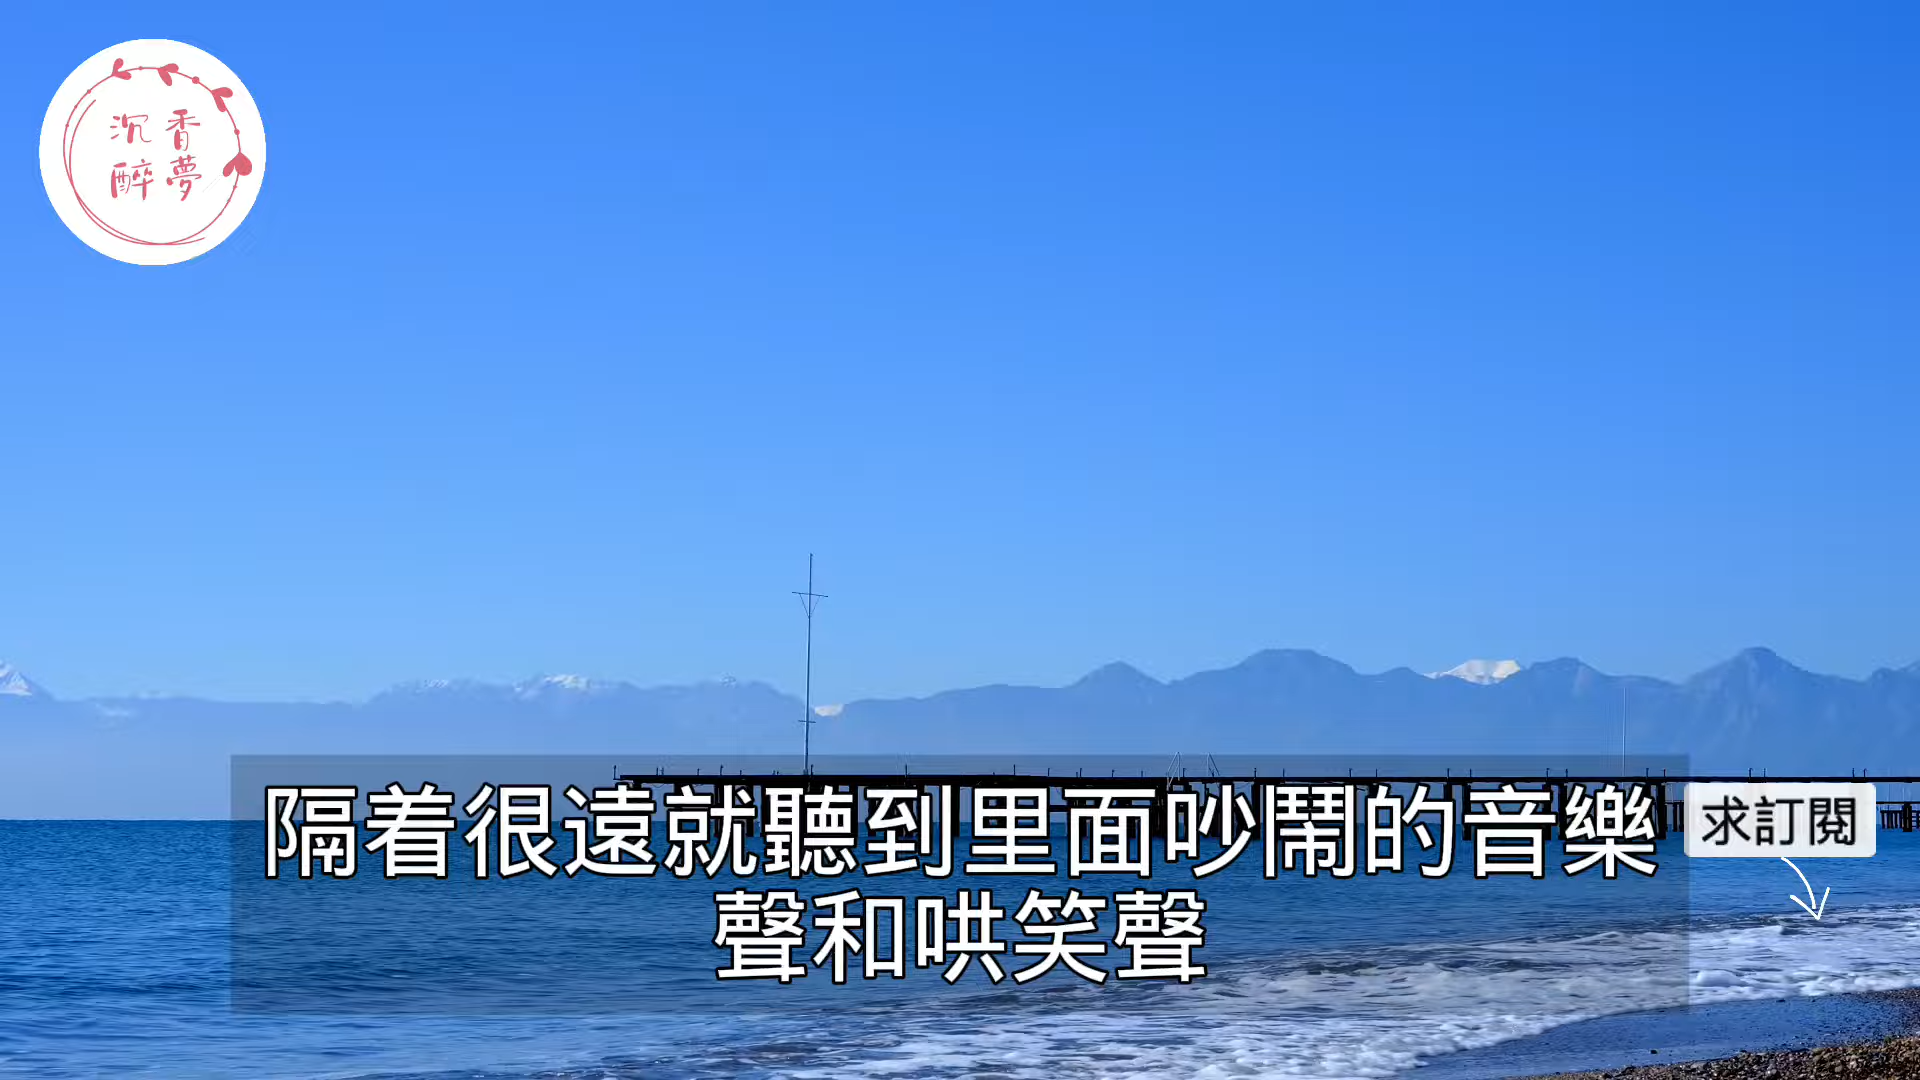 沉香
醉夢
隔着很遠就聽到里面吵鬧的音樂
聲和哄笑聲
求訂閱